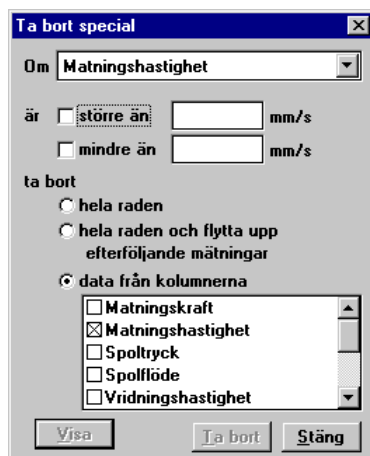 Ta bort special
Om Matningshastighet
är större än mm/s
mindre än mm/s
ta bort
hela raden
hela raden och flytta upp
efterföljande mätningar
data från kolumnerna
Matningskraft
Matningshastighet
Spoltryck
Spolflöde
Vridningshastighet
Visa Ta bort Stäng